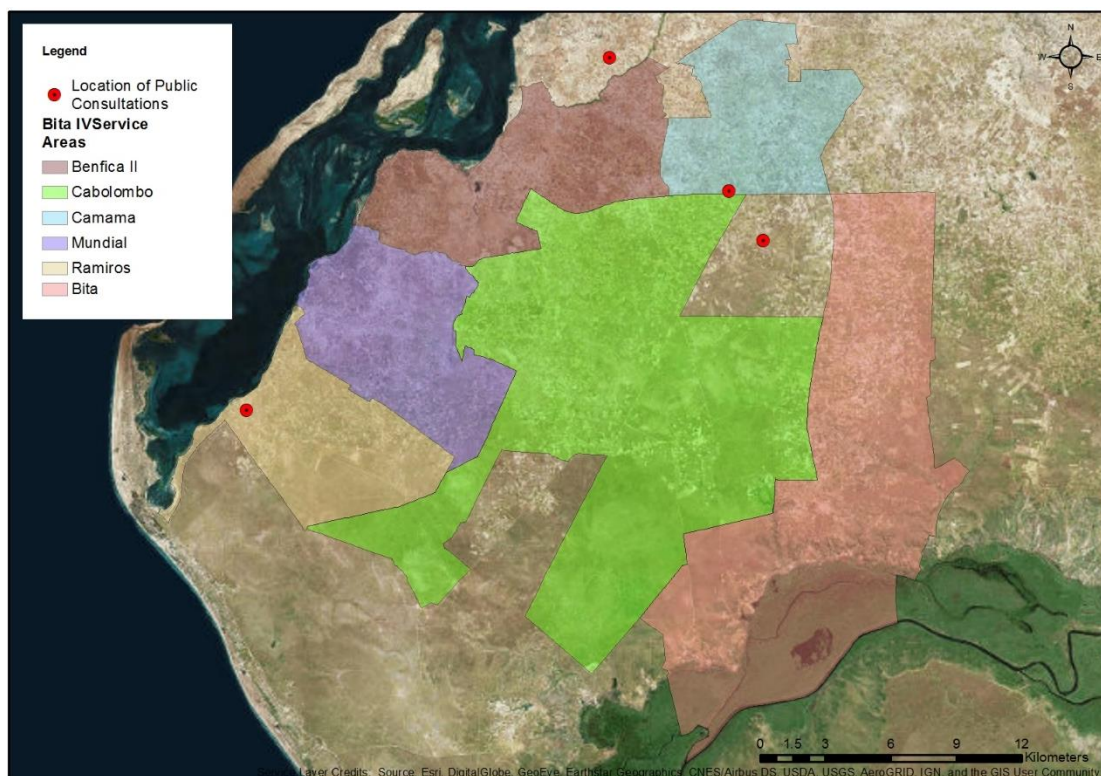 Legend
Location of Public
Consultations
Bita IVService
Areas
Benfica II
Cabolombo
Camama
Mundial
Ramiros
Bita
N
W E
S
0 1.5 3 6 9 12
Kilometers
Service Layer Credits: Source: Esri, DigitalGlobe, GeoEye, Earthstar Geographics, CNES/Airbus DS, USDA, USGS, AeroGRID, IGN, and the GIS User Community